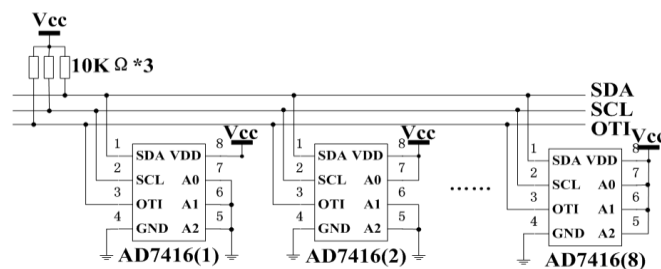 Vcc
10K Ω *3
SDA
SCL
OTI
1 SDA VDD 8 Vcc
2 SCL A0 7
3 OTI A1 6
4 GND A2 5
AD7416(1)
1 SDA VDD 8 Vcc
2 SCL A0 7
3 OTI A1 6
4 GND A2 5
AD7416(2)
……
1 SDA VDD 8 Vcc
2 SCL A0 7
3 OTI A1 6
4 GND A2 5
AD7416(8)